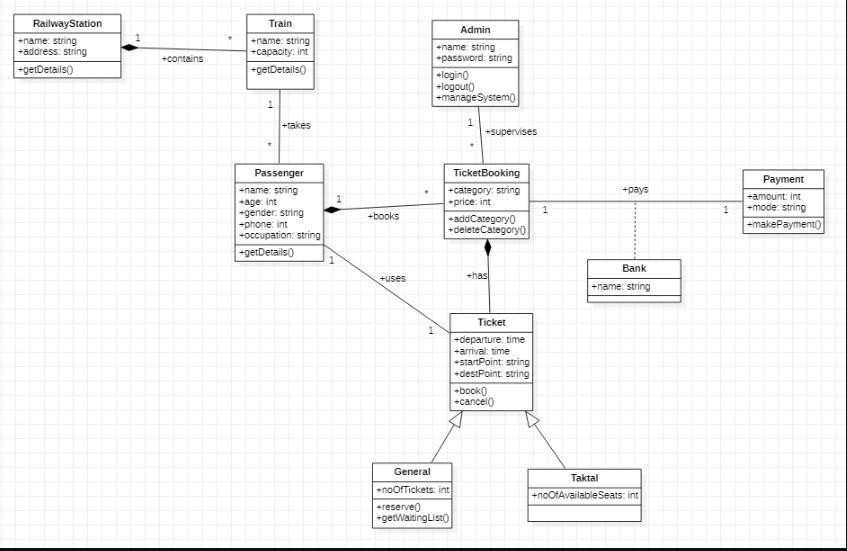 RailwayStation
+name: string
+address: string
+getDetails()
1
*
+contains
Train
+name: string
+capacity: int
+getDetails()
1
+takes
*
Admin
+name: string
+password: string
+login()
+logout()
+manageSystem()
1
+supervises
*
Passenger
+name: string
+age: int
+gender: string
+phone: int
+occupation: string
+getDetails()
1
*
+books
TicketBooking
+category: string
+price: int
+addCategory()
+deleteCategory()
+pays
1
1
Payment
+amount: int
+mode: string
+makePayment()
Bank
+name: string
1
+uses
1
+has
Ticket
+departure: time
+arrival: time
+startPoint: string
+destPoint: string
+book()
+cancel()
General
+noOfTickets: int
+reserve()
+getWaitingList()
Taktal
+noOfAvailableSeats: int